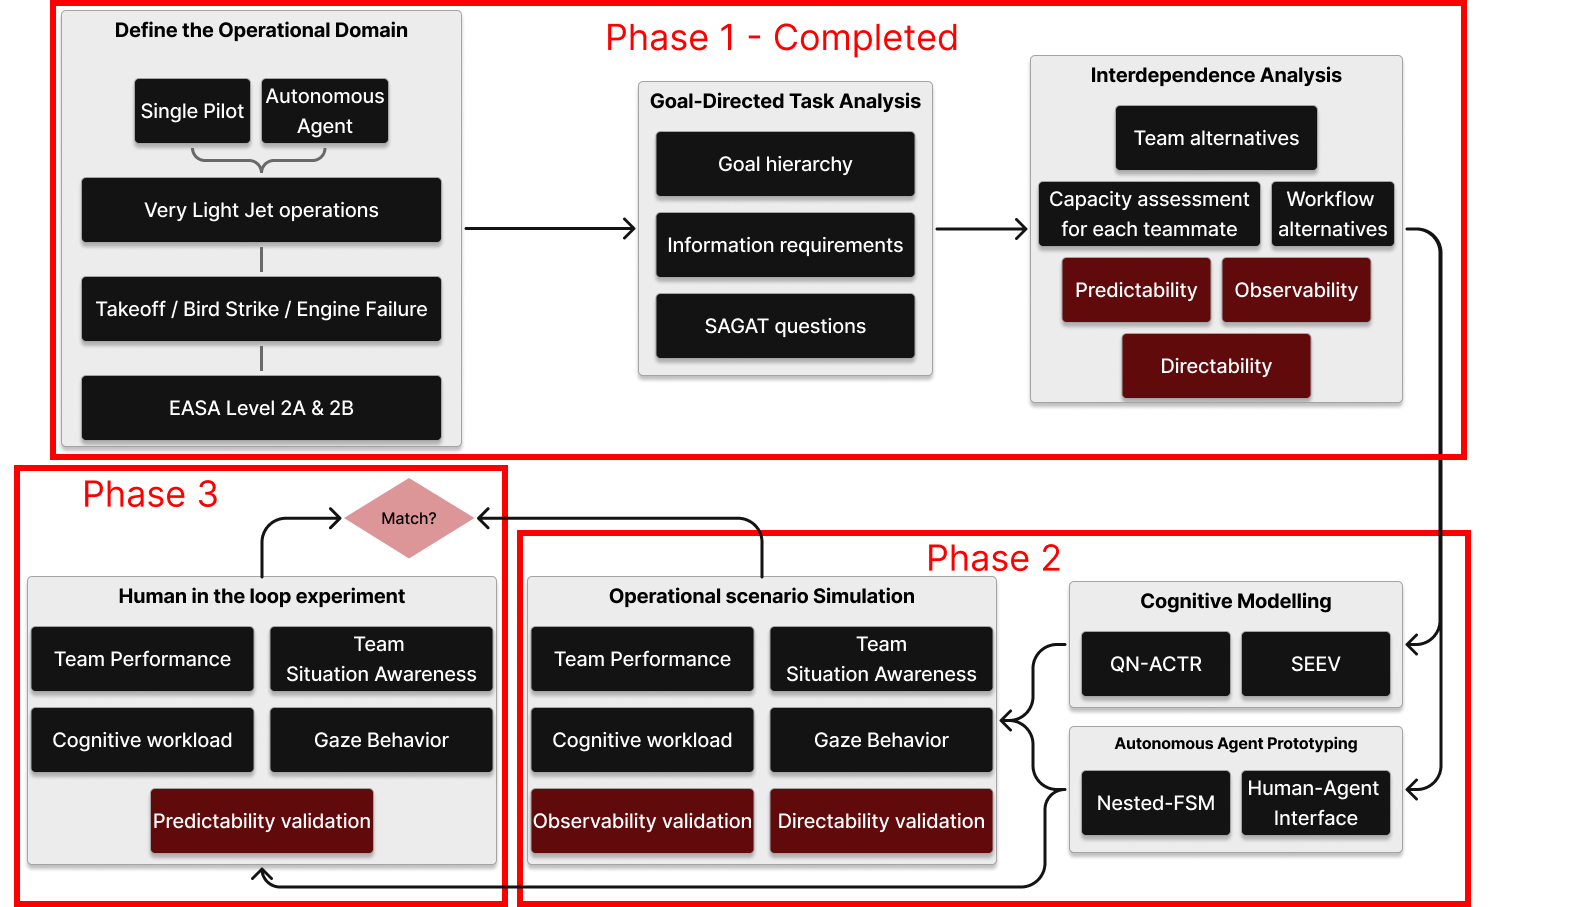 Phase 1 - Completed
Define the Operational Domain
Single Pilot
Autonomous
Agent
Very Light Jet operations
Takeoff / Bird Strike / Engine Failure
EASA Level 2A & 2B
Goal-Directed Task Analysis
Goal hierarchy
Information requirements
SAGAT questions
Interdependence Analysis
Team alternatives
Capacity assessment
for each teammate
Workflow
alternatives
Predictability
Observability
Directability
Phase 3
Match?
Human in the loop experiment
Team Performance
Team
Situation Awareness
Cognitive workload
Gaze Behavior
Predictability validation
Phase 2
Operational scenario Simulation
Team Performance
Team
Situation Awareness
Cognitive workload
Gaze Behavior
Observability validation
Directability validation
Cognitive Modelling
QN-ACTR
SEEV
Autonomous Agent Prototyping
Nested-FSM
Human-Agent
Interface